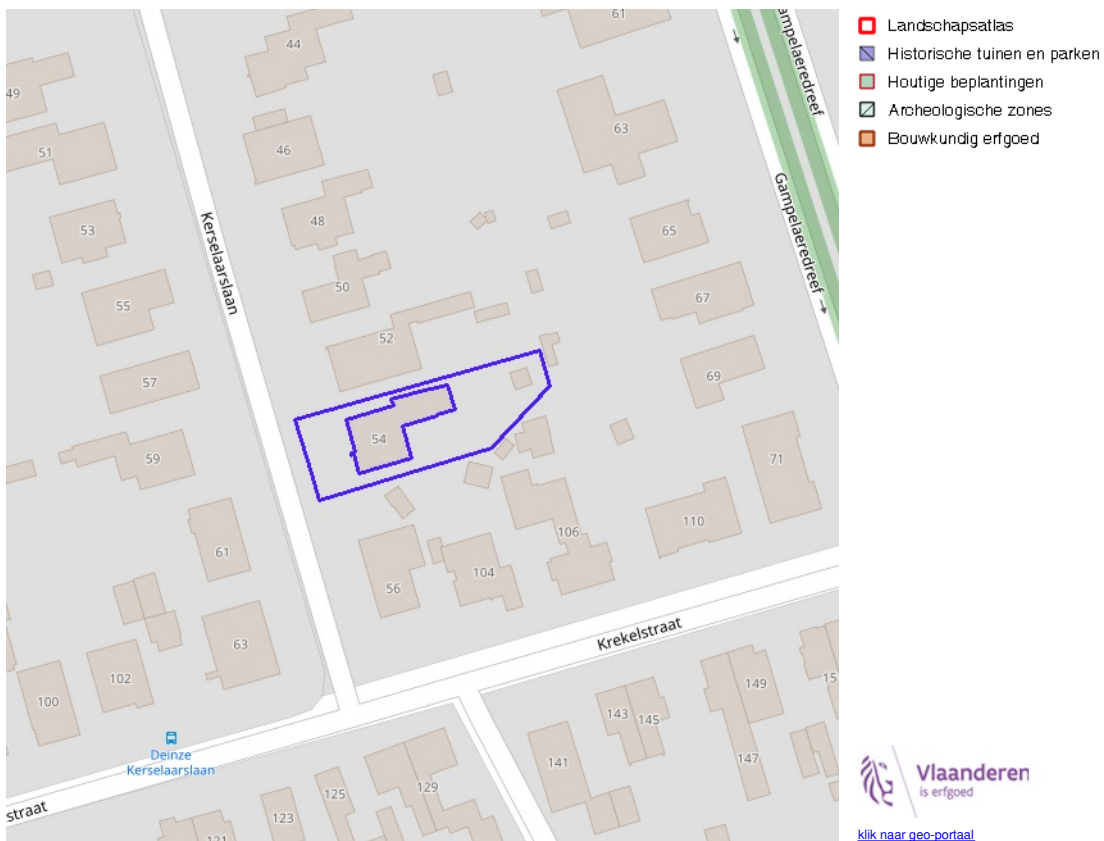 44
61
Gampelaeredreef
49
46
63
51
48
53
65
Kerselaarslaan
Gampelaeredreef
50
55
67
52
57
69
54
59
71
61
110
106
104
56
Krekelstraat
63
102
100
149
15
143
145
Deinze
Kerselaarslaan
141
147
129
125
straat
123
121
Landschapsatlas
Historische tuinen en parken
Houtige beplantingen
Archeologische zones
Bouwkundig erfgoed
Vlaanderen
is erfgoed
klik naar geo-portaal